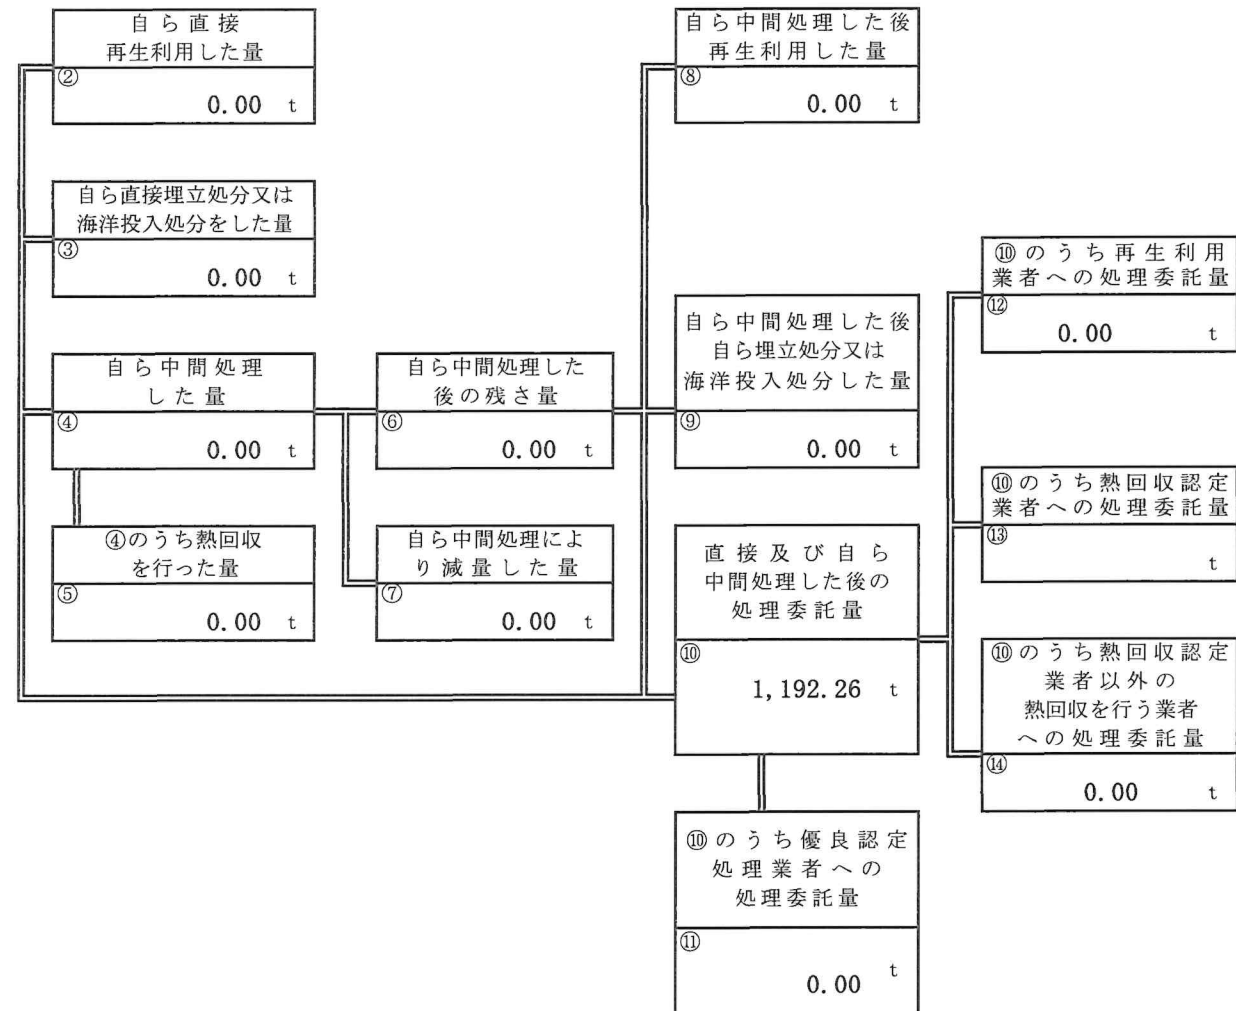 自ら直接
再生利用した量
②
0.00 t
自ら直接埋立処分又は
海洋投入処分をした量
③
0.00 t
自ら中間処理
した量
④
0.00 t
④のうち熱回収
を行った量
⑤
0.00 t
自ら中間処理した
後の残さ量
⑥
0.00 t
自ら中間処理によ
り減量した量
⑦
0.00 t
自ら中間処理した後
再生利用した量
⑧
0.00 t
自ら中間処理した後
自ら埋立処分又は
海洋投入処分した量
⑨
0.00 t
直接及び自ら
中間処理した後の
処理委託量
⑩
1,192.26 t
⑩のうち優良認定
処理業者への
処理委託量
⑪
0.00 t
⑩のうち再生利用
業者への処理委託量
⑫
0.00 t
⑩のうち熱回収認定
業者への処理委託量
⑬
t
⑩のうち熱回収認定
業者以外の
熱回収を行う業者
への処理委託量
⑭
0.00 t